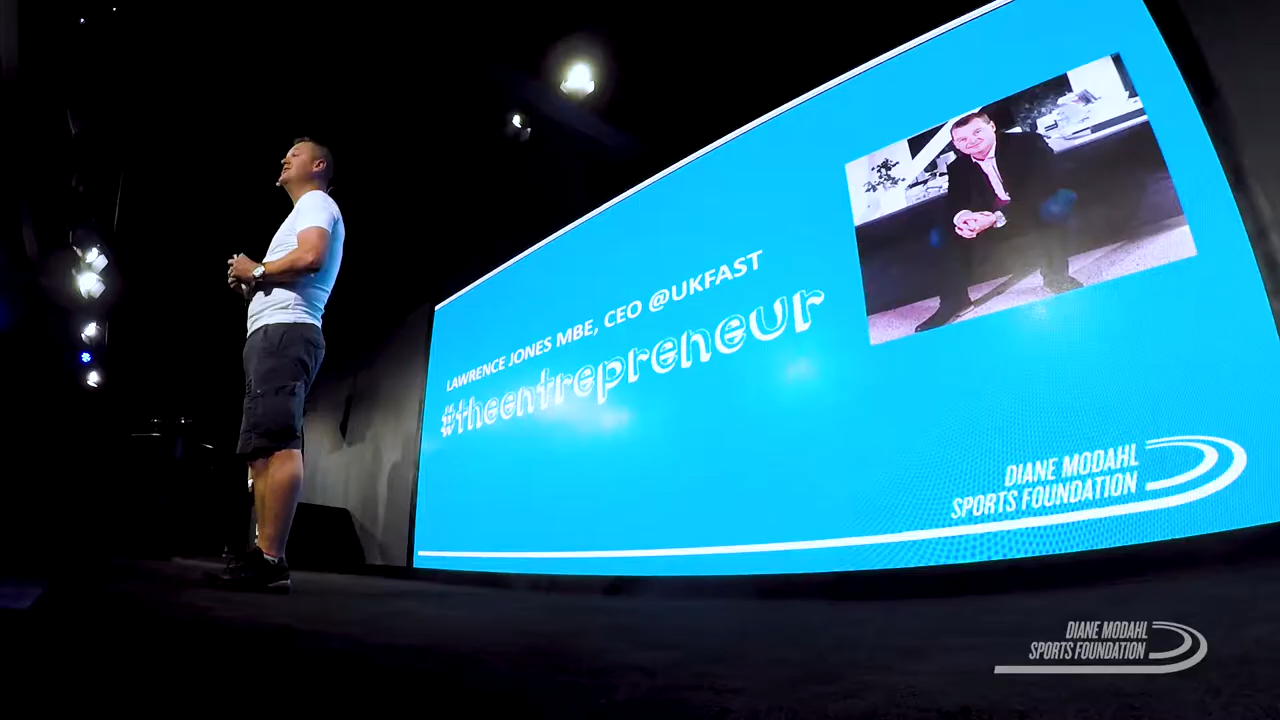 LAWRENCE JONES MBE, CEO @UKFAST
#theentrepreneur
DIANE MODAHL
SPORTS FOUNDATION
DIANE MODAHL
SPORTS FOUNDATION